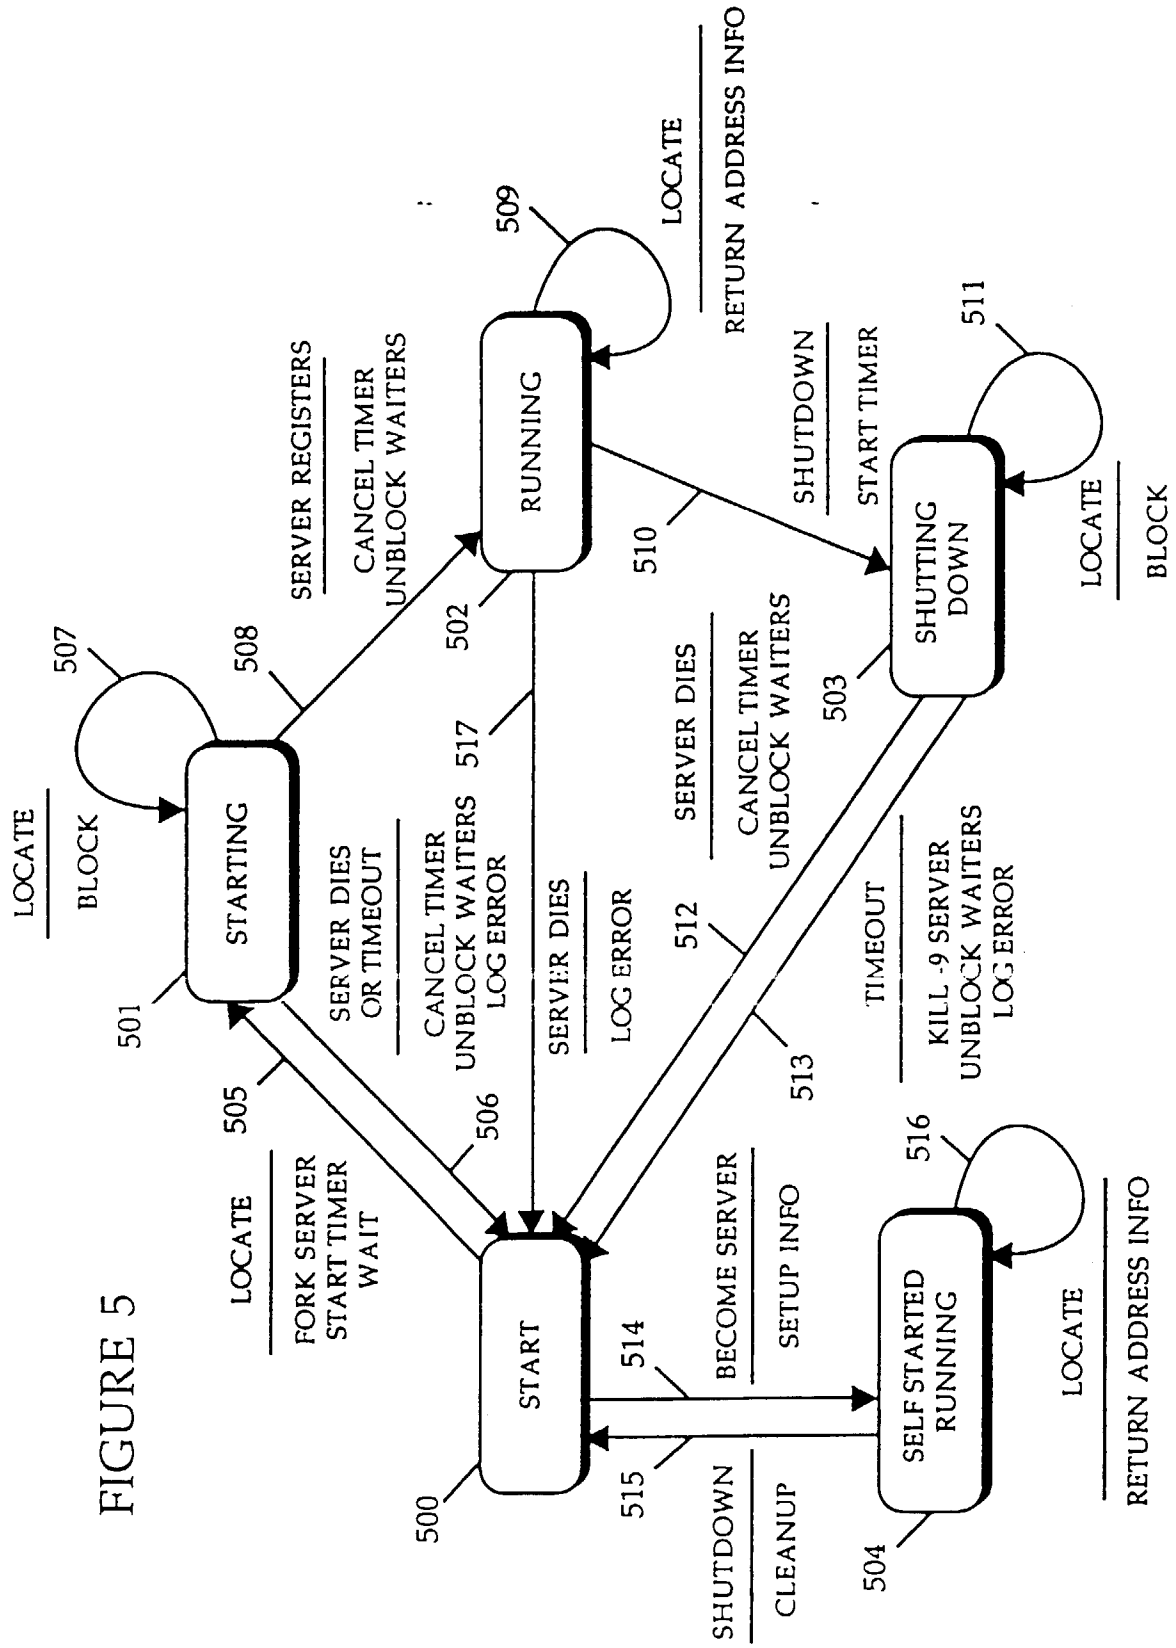 FIGURE 5
LOCATE
BLOCK
507
STARTING
501
508
SERVER REGISTERS
CANCEL TIMER
UNBLOCK WAITERS
505
LOCATE
FORK SERVER
START TIMER
WAIT
506
SERVER DIES
OR TIMEOUT
CANCEL TIMER
UNBLOCK WAITERS
LOG ERROR
517
SERVER DIES
LOG ERROR
502
RUNNING
509
LOCATE
RETURN ADDRESS INFO
500
START
510
SHUTDOWN
START TIMER
512
SERVER DIES
CANCEL TIMER
UNBLOCK WAITERS
503
SHUTTING
DOWN
511
LOCATE
BLOCK
513
TIMEOUT
KILL -9 SERVER
UNBLOCK WAITERS
LOG ERROR
515
SHUTDOWN
CLEANUP
514
BECOME SERVER
SETUP INFO
504
SELF STARTED
RUNNING
516
LOCATE
RETURN ADDRESS INFO